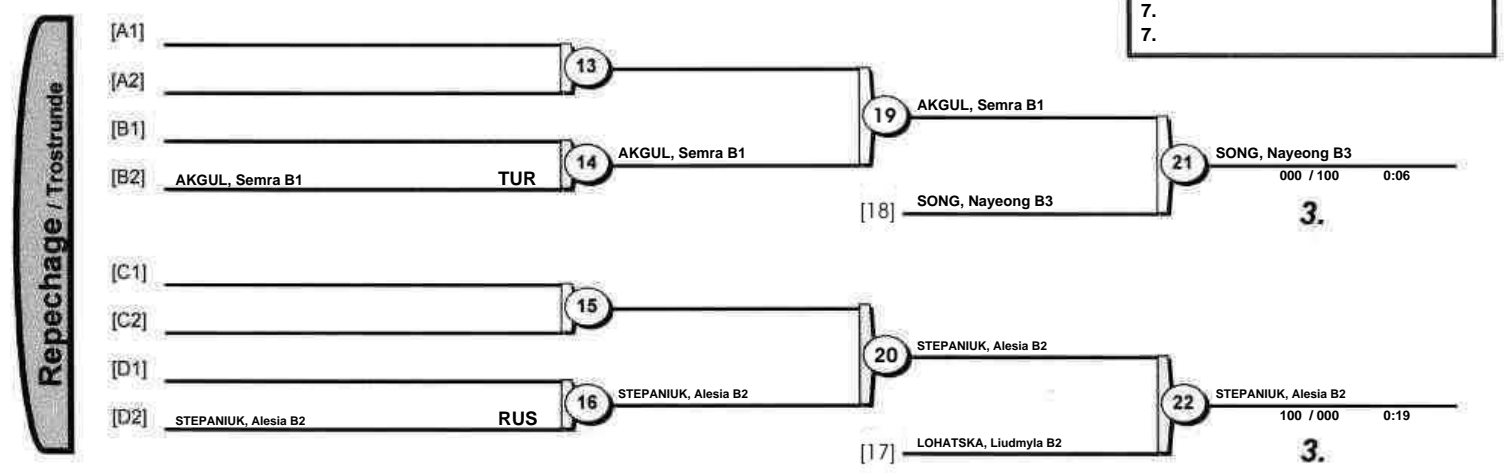 7.
7.
Repechage / Trostrunde
[A1]
13
[A2]
AKGUL, Semra B1
19
[B1]
AKGUL, Semra B1
14
SONG, Nayeong B3
21
[B2] AKGUL, Semra B1 TUR
000 / 100 0:06
[18] SONG, Nayeong B3
3.
[C1]
15
[C2]
STEPANIUK, Alesia B2
20
[D1]
STEPANIUK, Alesia B2
16
STEPANIUK, Alesia B2
22
[D2] STEPANIUK, Alesia B2 RUS
100 / 000 0:19
[17] LOHATSKA, Liudmyla B2
3.